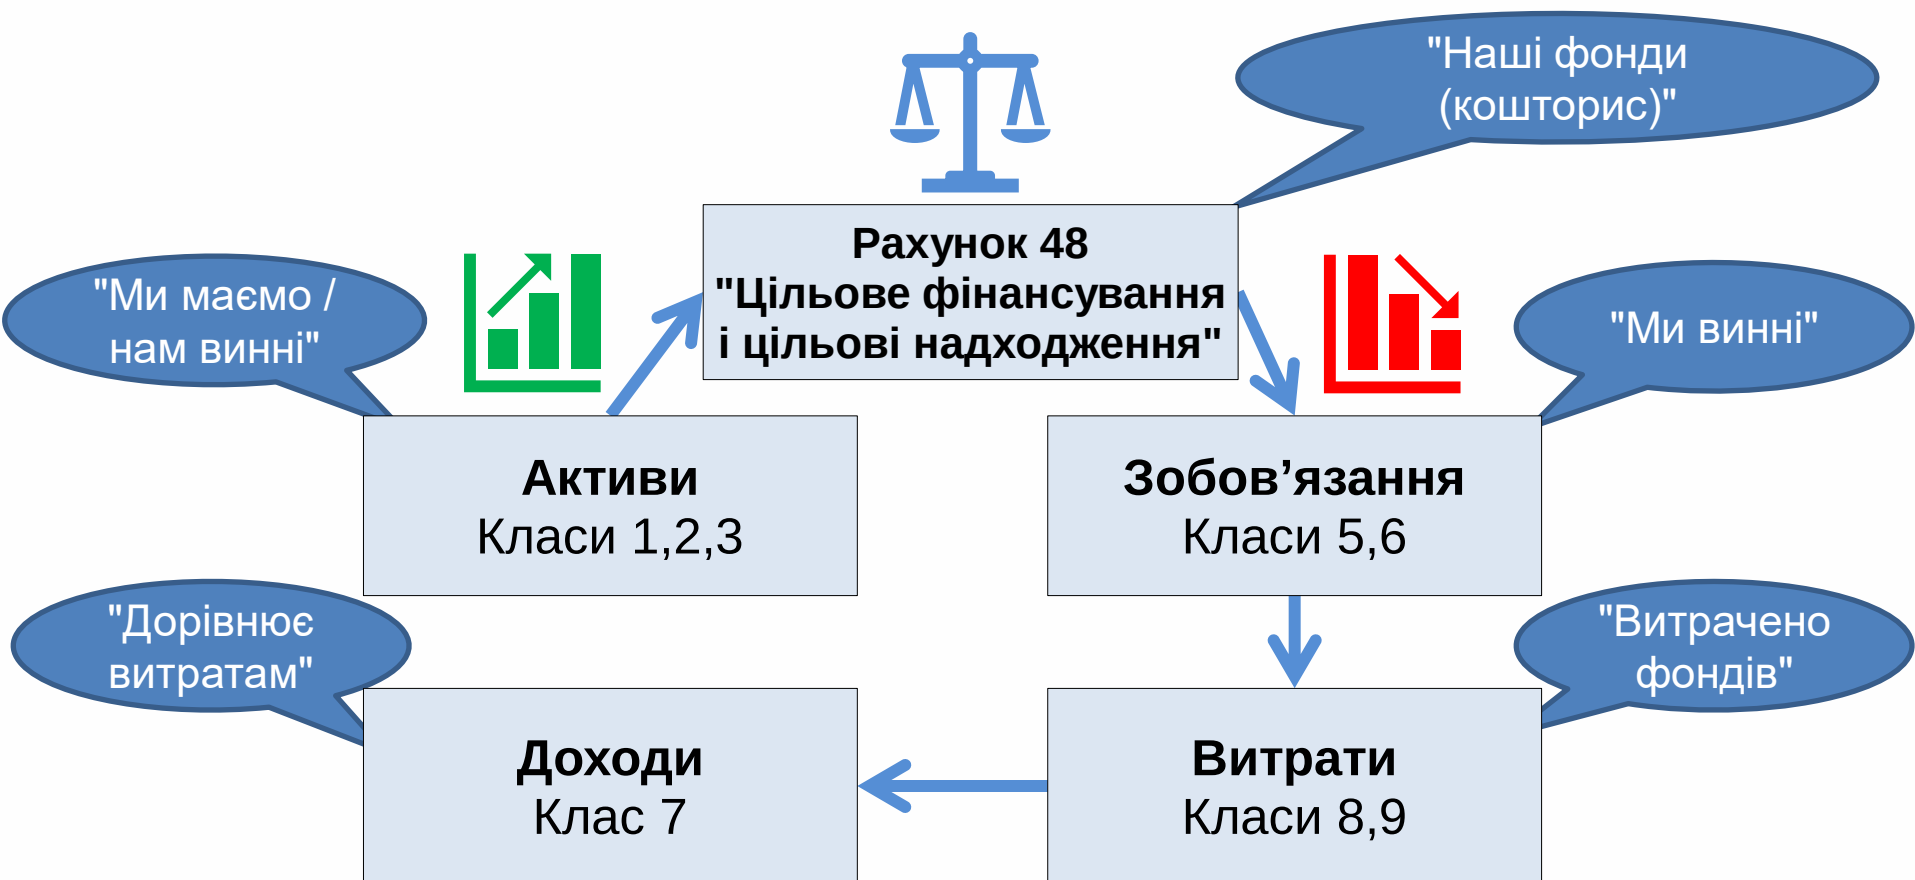 "Наші фонди
(кошторис)"
Рахунок 48
"Цільове фінансування
і цільові надходження"
"Ми маємо /
нам винні"
"Ми винні"
Активи
Класи 1,2,3
Зобов’язання
Класи 5,6
"Дорівнює
витратам"
"Витрачено
фондів"
Доходи
Клас 7
Витрати
Класи 8,9